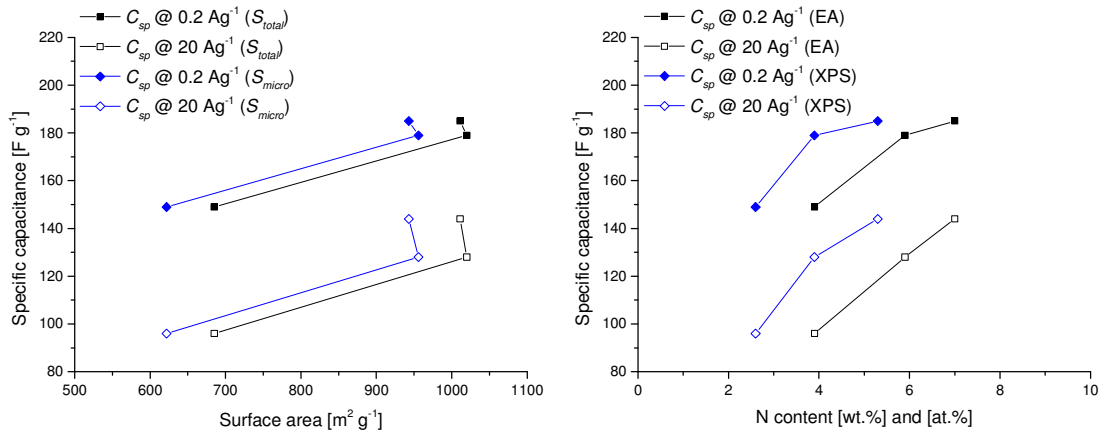 C_sp @ 0.2 Ag⁻¹ (S_total)
C_sp @ 20 Ag⁻¹ (S_total)
C_sp @ 0.2 Ag⁻¹ (S_micro)
C_sp @ 20 Ag⁻¹ (S_micro)
220
200
180
160
140
120
100
80
Specific capacitance [F g⁻¹]
500 600 700 800 900 1000 1100
Surface area [m² g⁻¹]
C_sp @ 0.2 Ag⁻¹ (EA)
C_sp @ 20 Ag⁻¹ (EA)
C_sp @ 0.2 Ag⁻¹ (XPS)
C_sp @ 20 Ag⁻¹ (XPS)
220
200
180
160
140
120
100
80
Specific capacitance [F g⁻¹]
0 2 4 6 8 10
N content [wt.%] and [at.%]